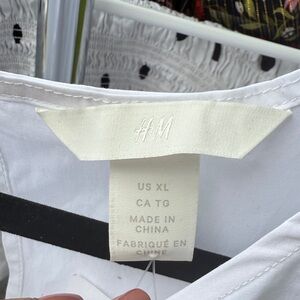 H&M
US XL
CA TG
MADE IN
CHINA
FABRIQUÉ EN
CHINE